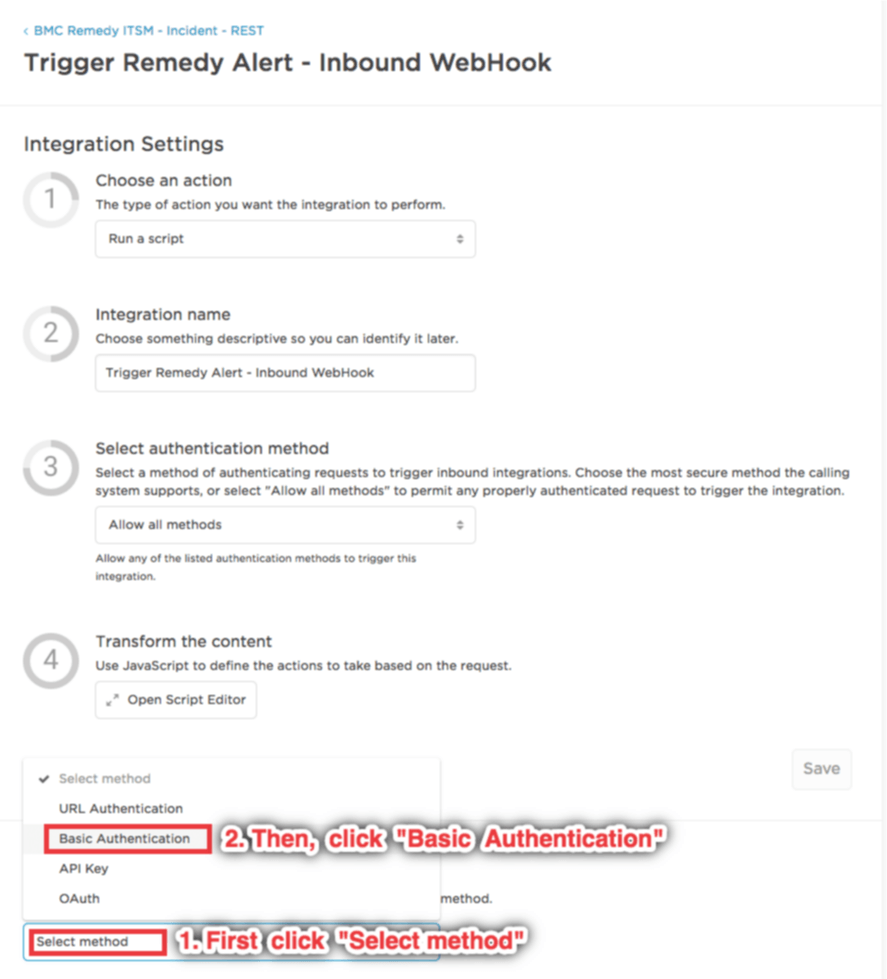 ‹ BMC Remedy ITSM - Incident - REST
Trigger Remedy Alert - Inbound WebHook
Integration Settings
1
Choose an action
The type of action you want the integration to perform.
Run a script
2
Integration name
Choose something descriptive so you can identify it later.
Trigger Remedy Alert - Inbound WebHook
3
Select authentication method
Select a method of authenticating requests to trigger inbound integrations. Choose the most secure method the calling
system supports, or select "Allow all methods" to permit any properly authenticated request to trigger the integration.
Allow all methods
Allow any of the listed authentication methods to trigger this
integration.
4
Transform the content
Use JavaScript to define the actions to take based on the request.
Open Script Editor
Save
✔ Select method
URL Authentication
Basic Authentication 2. Then, click "Basic Authentication"
API Key
OAuth
method.
Select method 1. First click "Select method"